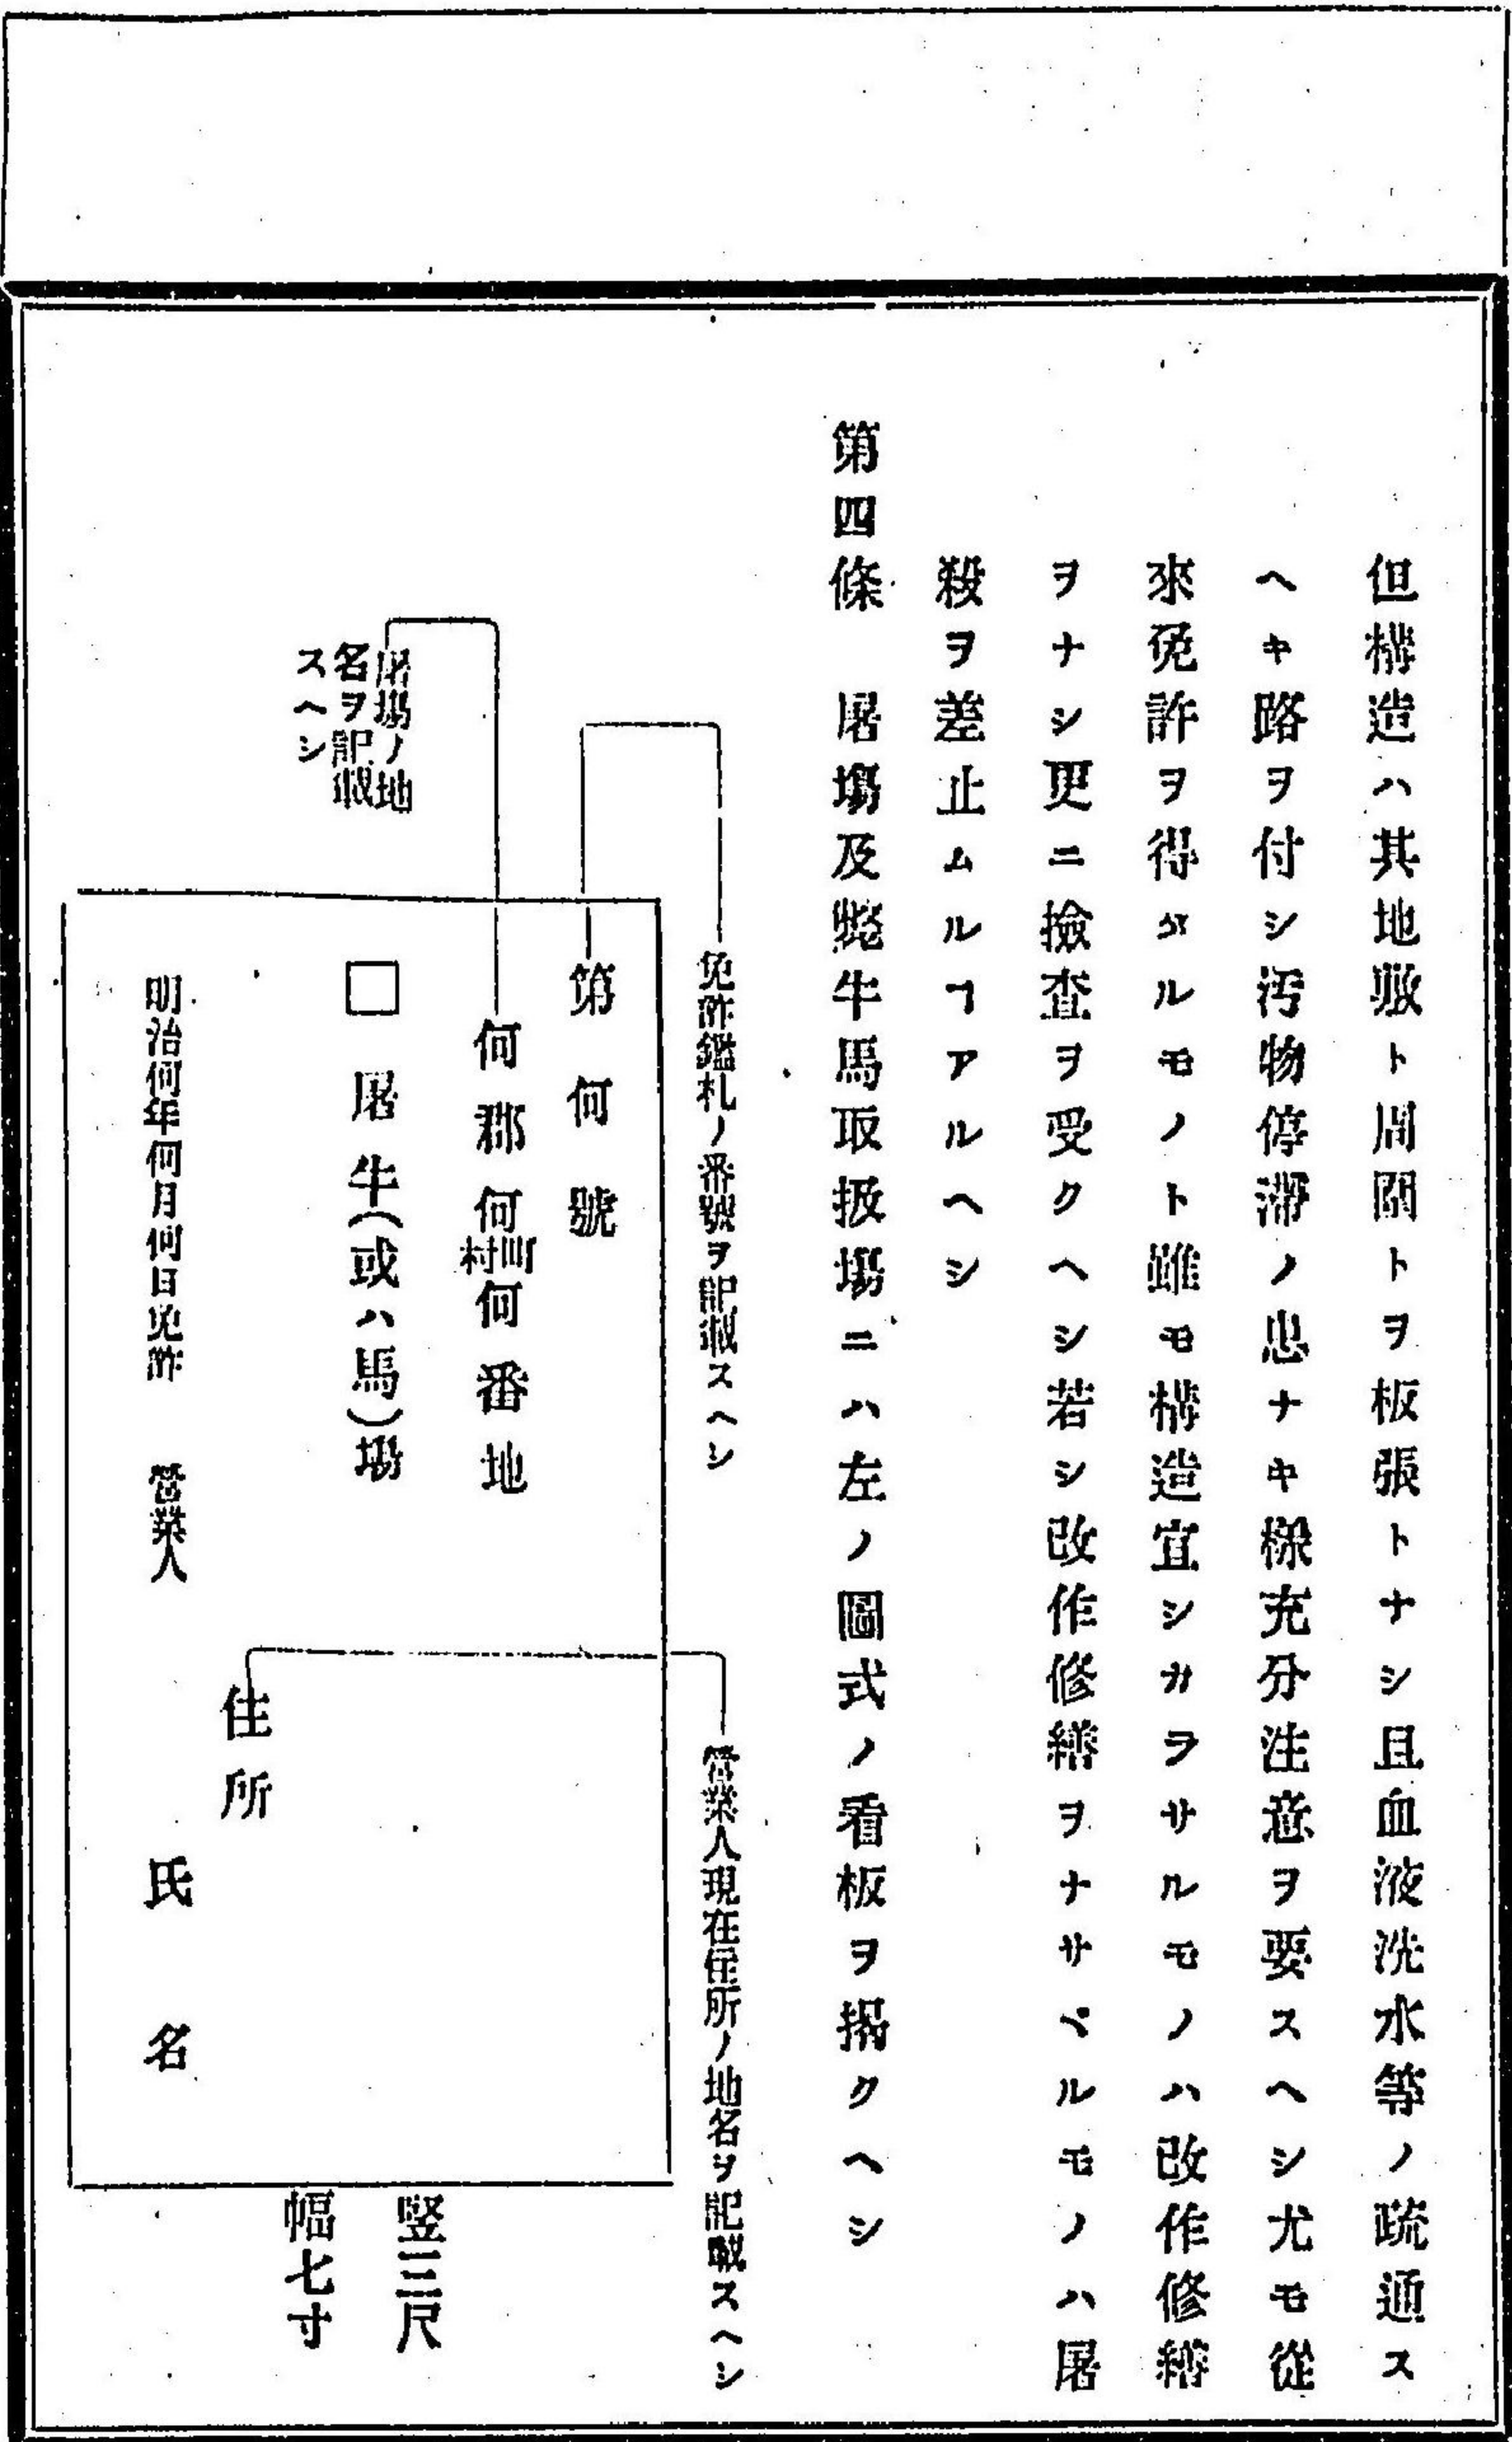 但構造ハ其地敷ト周圍トヲ板張トナシ且血液洗水等ノ疏通ス
ヘキ路ヲ付シ汚物停滯ノ患ナキ樣充分注意ヲ要スヘシ尤モ從
來免許ヲ得タルモノト雖モ構造宜シカラサルモノハ改作修繕
ヲナシ更ニ撿査ヲ受クヘシ若シ改作修繕ヲナサヾルモノハ屠
殺ヲ差止ムルヿアルヘシ
第四條 屠塲及斃牛馬取扱塲ニハ左ノ圖式ノ看板ヲ揭クヘシ
免許鑑札ノ番號ヲ記載スヘシ
營業人現在住所ノ地名ヲ記載スヘシ
第何號
何郡何町村何番地
屠塲ノ地
名ヲ記載
スヘシ
□屠牛(或ハ馬)塲
住所
明治何年何月何日免許 營業人 氏名
竪三尺
幅七寸